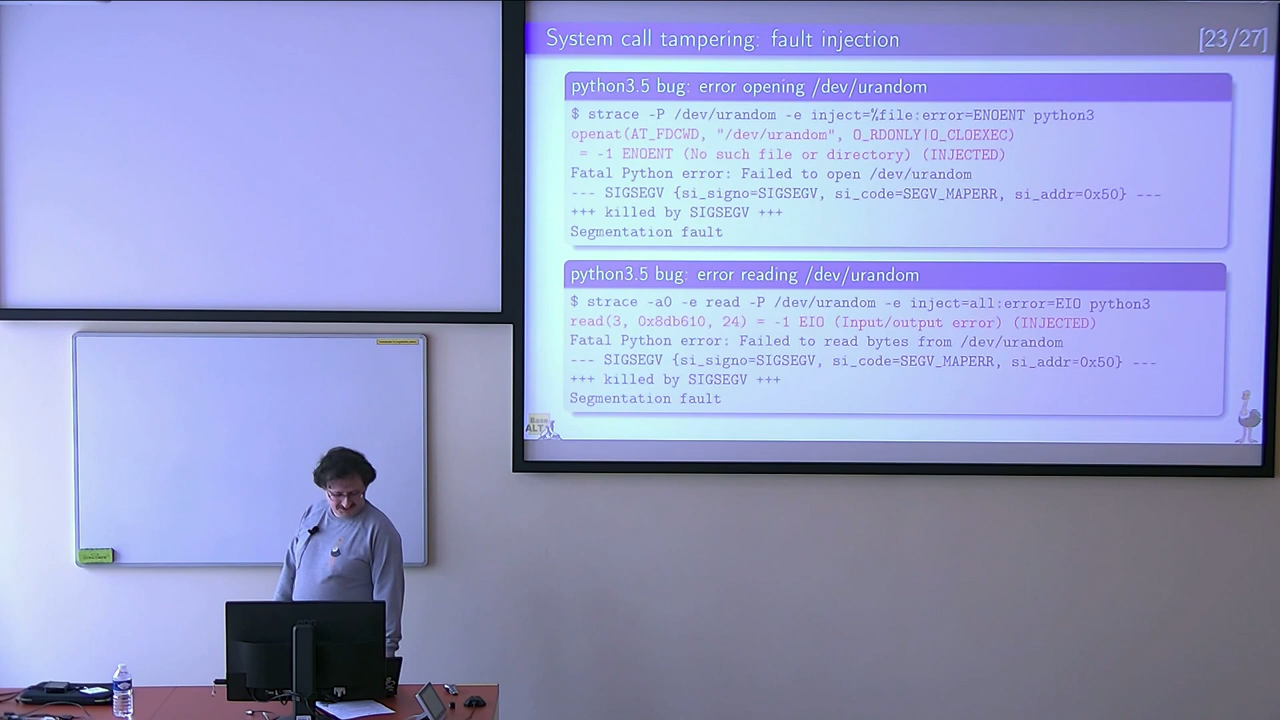 System call tampering: fault injection [23/27]
python3.5 bug: error opening /dev/urandom
$ strace -P /dev/urandom -e inject=%file:error=ENOENT python3
openat(AT_FDCWD, "/dev/urandom", O_RDONLY|O_CLOEXEC)
= -1 ENOENT (No such file or directory) (INJECTED)
Fatal Python error: Failed to open /dev/urandom
--- SIGSEGV {si_signo=SIGSEGV, si_code=SEGV_MAPERR, si_addr=0x50} ---
+++ killed by SIGSEGV +++
Segmentation fault
python3.5 bug: error reading /dev/urandom
$ strace -a0 -e read -P /dev/urandom -e inject=all:error=EIO python3
read(3, 0x8db610, 24) = -1 EIO (Input/output error) (INJECTED)
Fatal Python error: Failed to read bytes from /dev/urandom
--- SIGSEGV {si_signo=SIGSEGV, si_code=SEGV_MAPERR, si_addr=0x50} ---
+++ killed by SIGSEGV +++
Segmentation fault
Base
ALT